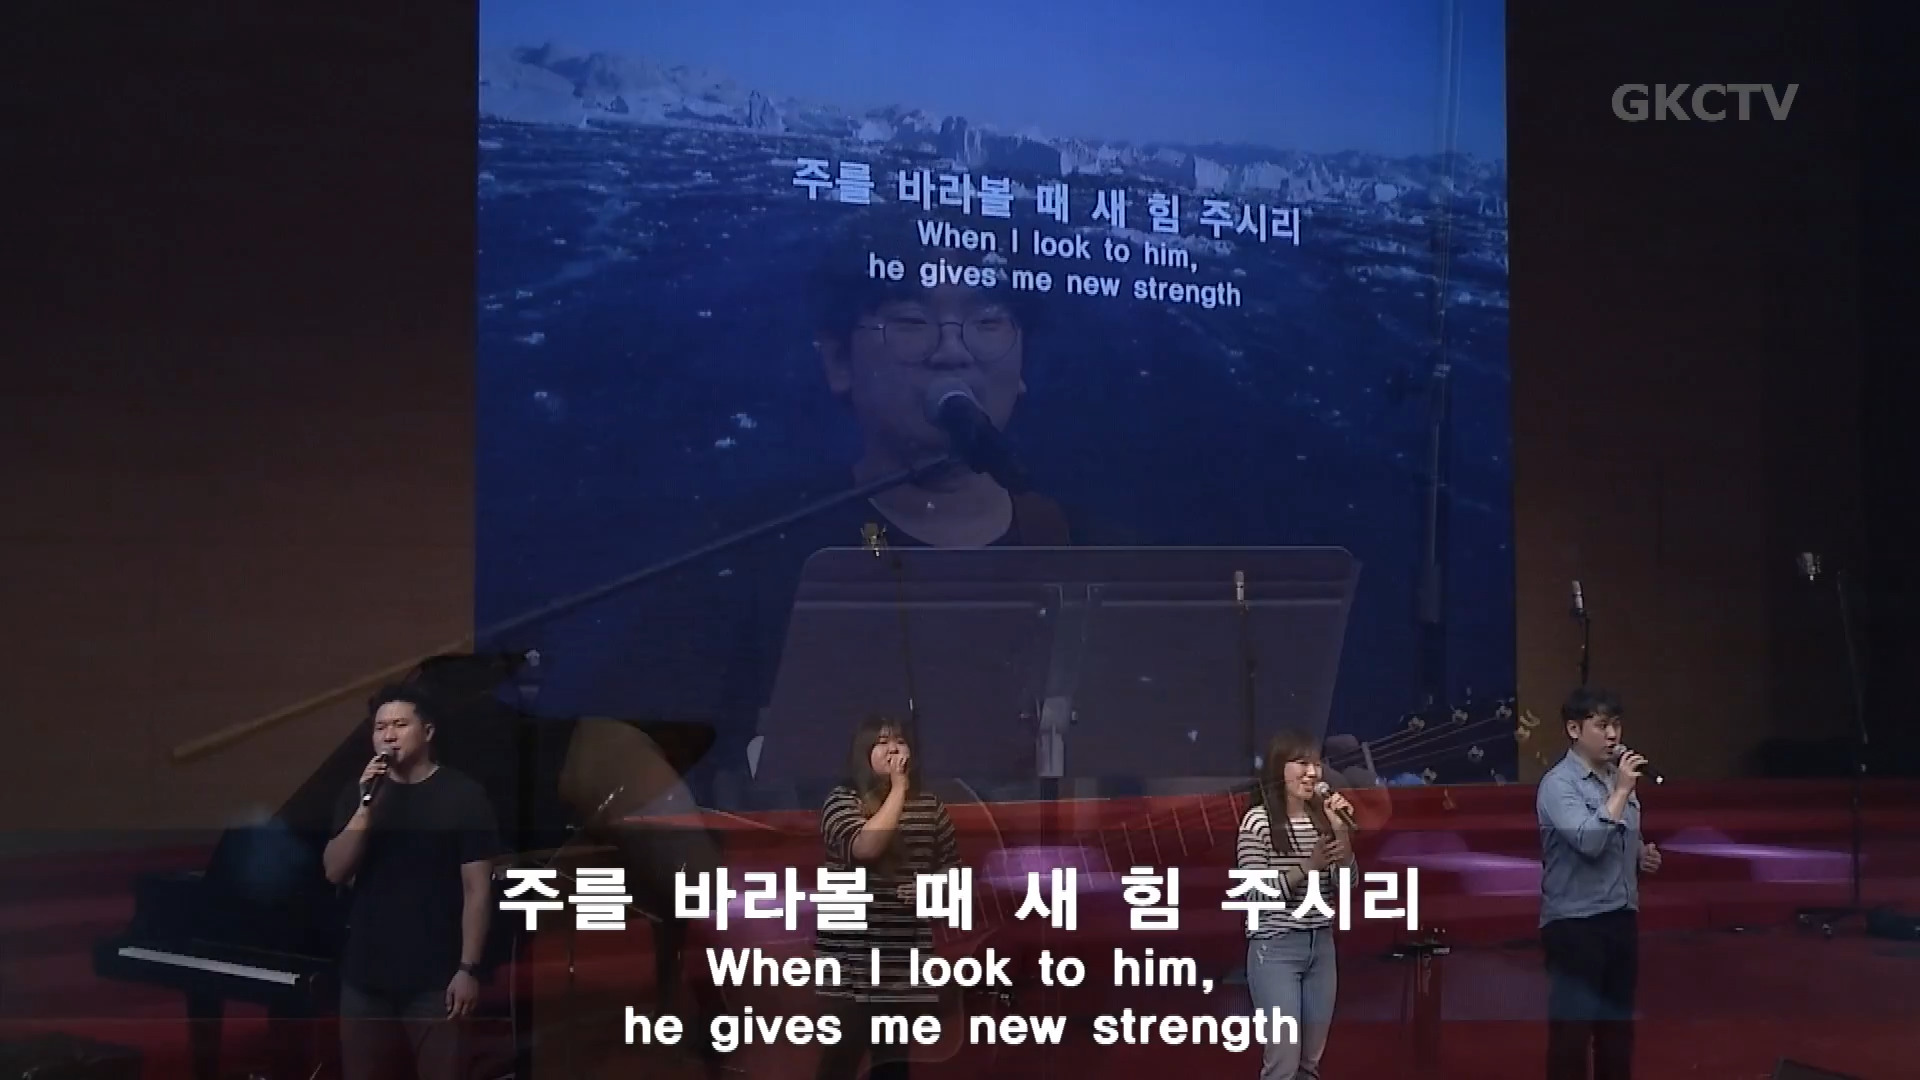 GKCTV
주를 바라볼 때 새 힘 주시리
When I look to him,
he gives me new strength
주를 바라볼 때 새 힘 주시리
When I look to him,
he gives me new strength